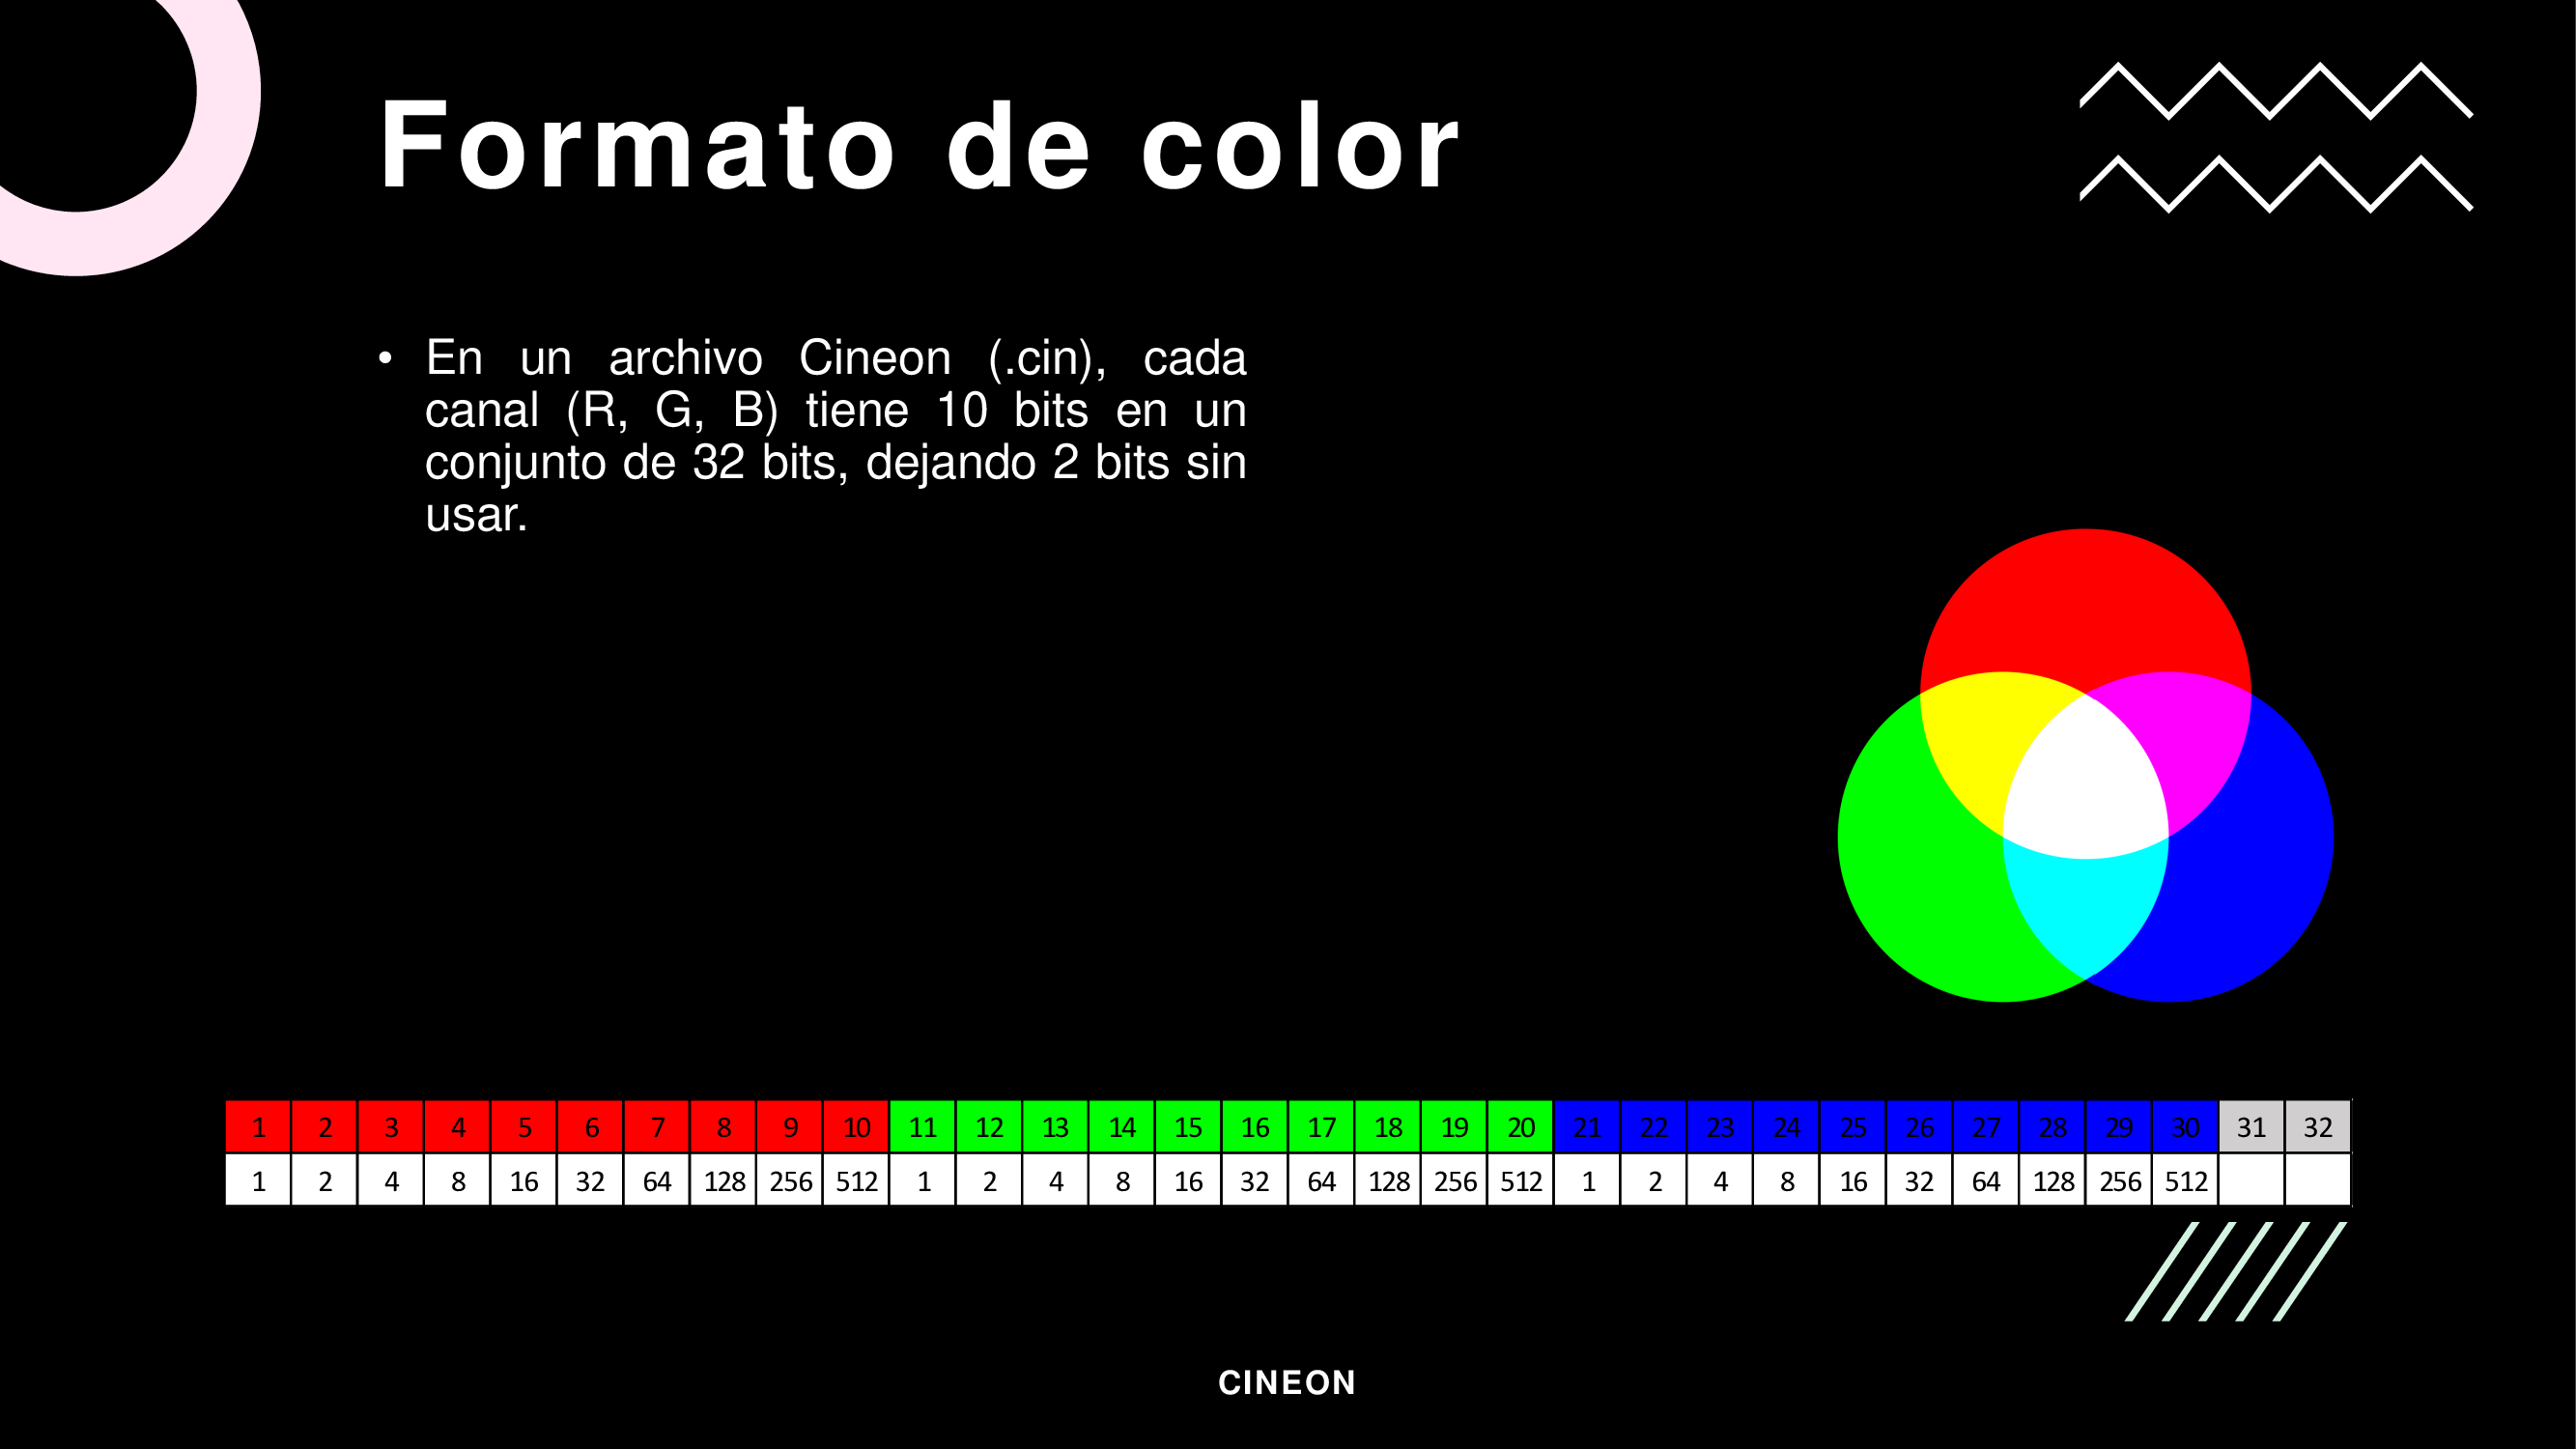 Formato de color
• En un archivo Cineon (.cin), cada
canal (R, G, B) tiene 10 bits en un
conjunto de 32 bits, dejando 2 bits sin
usar.
1 2 3 4 5 6 7 8 9 10 11 12 13 14 15 16 17 18 19 20 21 22 23 24 25 26 27 28 29 30 31 32
1 2 4 8 16 32 64 128 256 512 1 2 4 8 16 32 64 128 256 512 1 2 4 8 16 32 64 128 256 512
CINEON